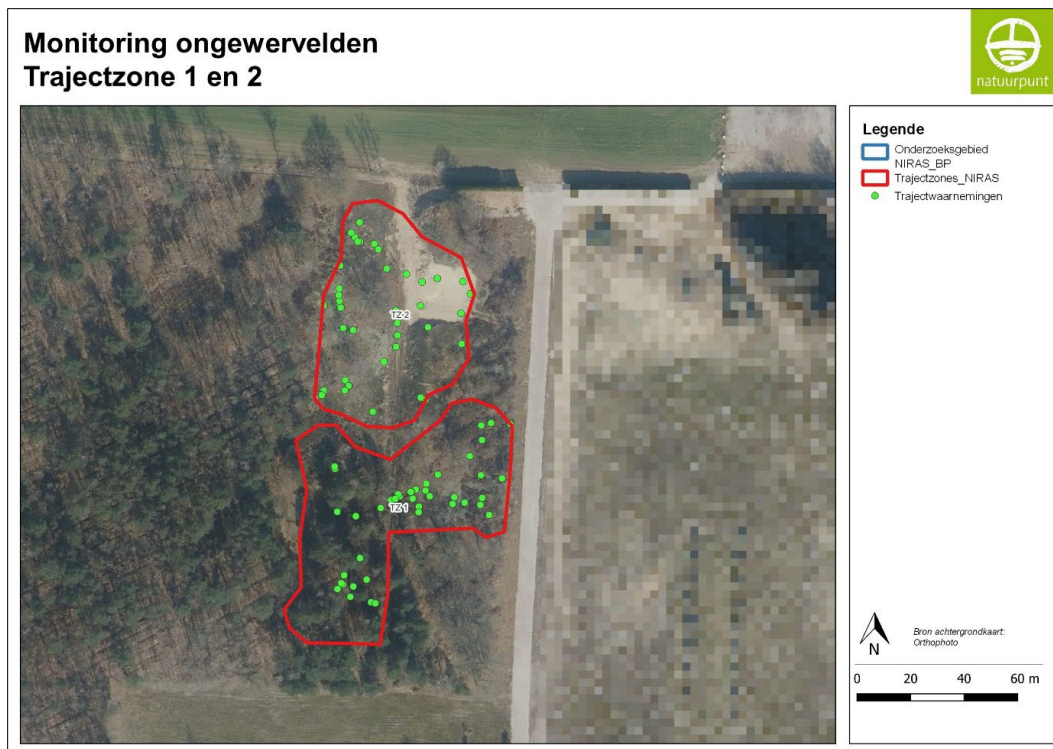 Monitoring ongewervelden
Trajectzone 1 en 2
natuurpunt
TZ-2
TZ-1
Legende
Onderzoeksgebied
NIRAS_BP
Trajectzones_NIRAS
Trajectwaarnemingen
N
Bron achtergrondkaart:
Orthophoto
0 20 40 60 m